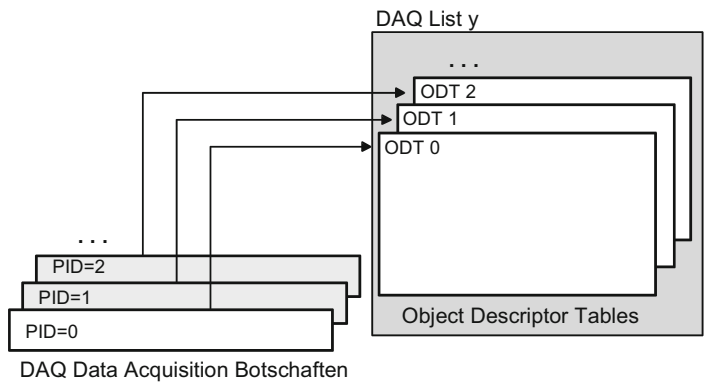 DAQ List y
. . .
ODT 2
ODT 1
ODT 0
Object Descriptor Tables
. . .
PID=2
PID=1
PID=0
DAQ Data Acquisition Botschaften